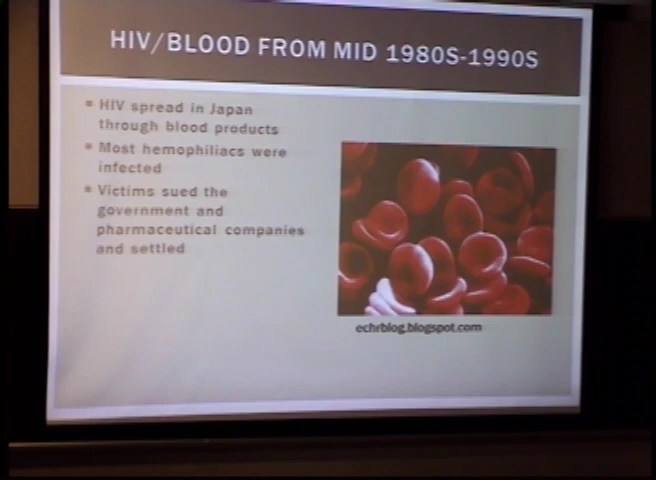 HIV/BLOOD FROM MID 1980S-1990S
HIV spread in Japan
through blood products
Most hemophiliacs were
infected
Victims sued the
government and
pharmaceutical companies
and settled
echrblog.blogspot.com